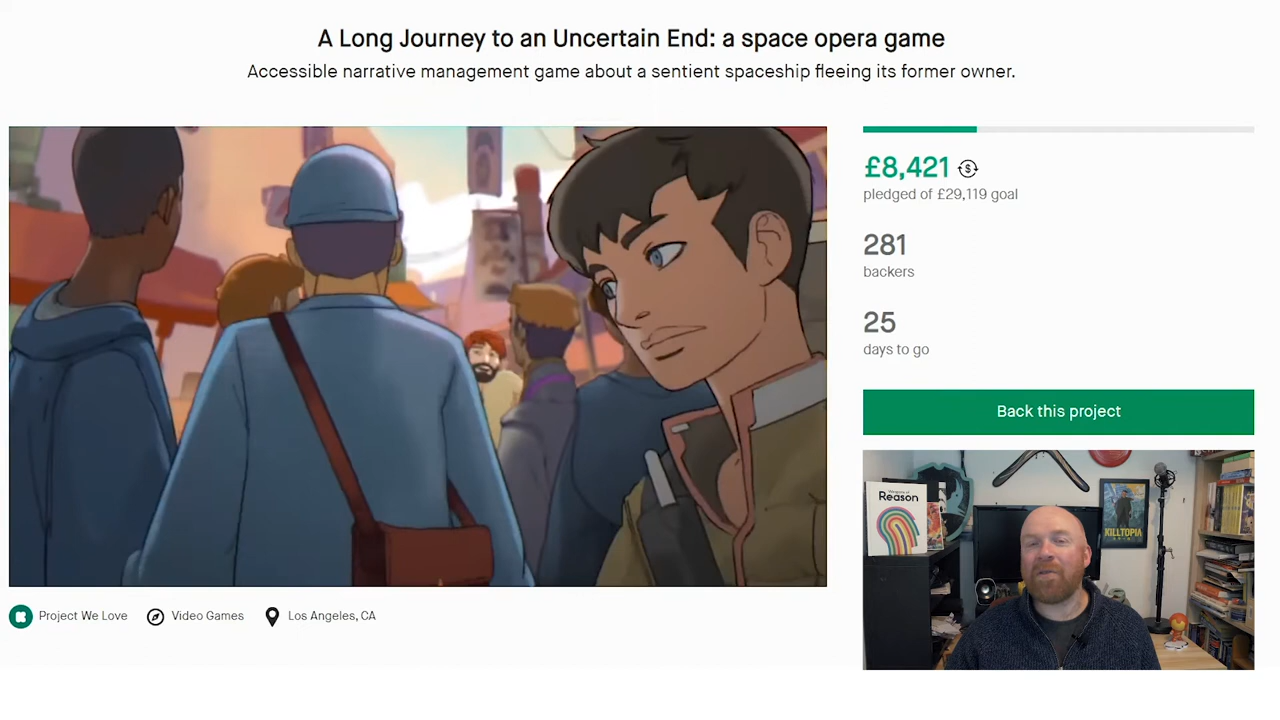 A Long Journey to an Uncertain End: a space opera game
Accessible narrative management game about a sentient spaceship fleeing its former owner.
£8,421
pledged of £29,119 goal
281
backers
25
days to go
Back this project
Project We Love
Video Games
Los Angeles, CA
Reason
KILLTOPIA